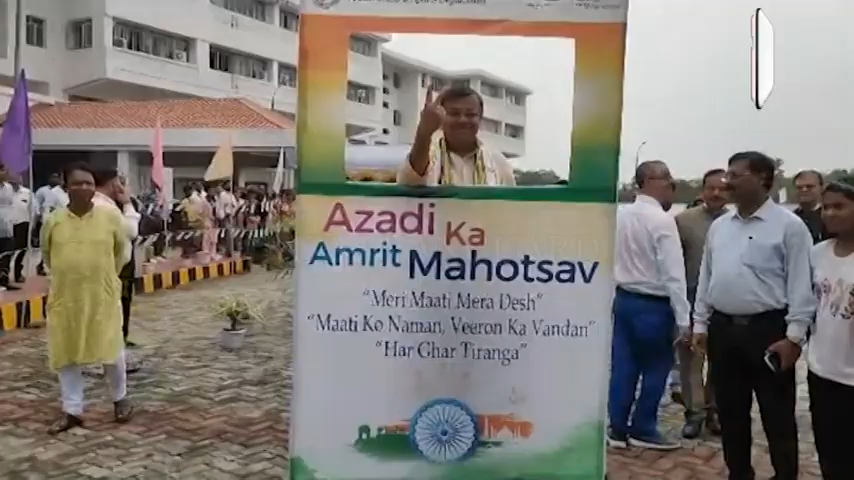 Azadi Ka
Amrit Mahotsav
"Meri Maati Mera Desh"
"Maati Ko Naman, Veeron Ka Vandan"
"Har Ghar Tiranga"